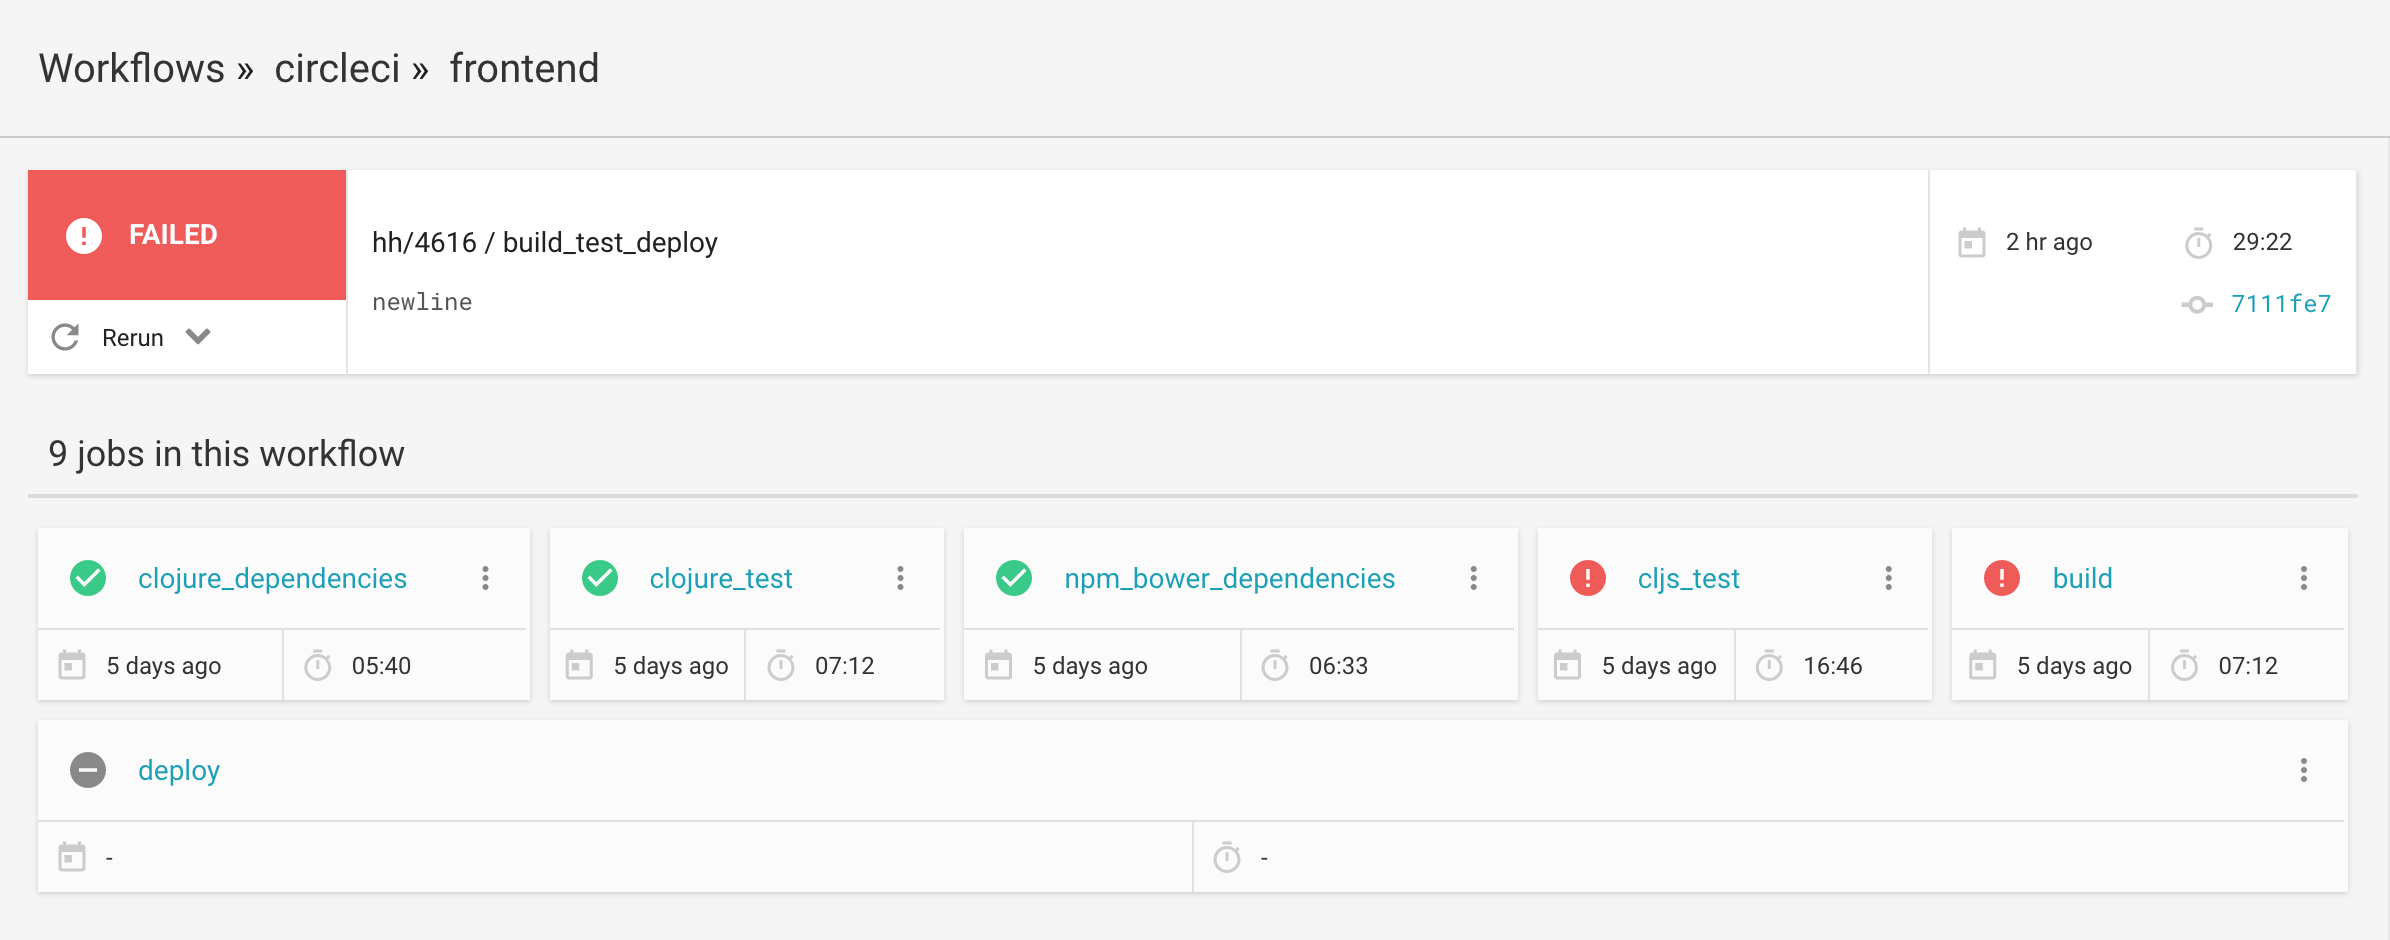 Workflows » circleci » frontend
FAILED
Rerun
hh/4616 / build_test_deploy
newline
2 hr ago 29:22
7111fe7
9 jobs in this workflow
clojure_dependencies
5 days ago 05:40
clojure_test
5 days ago 07:12
npm_bower_dependencies
5 days ago 06:33
cljs_test
5 days ago 16:46
build
5 days ago 07:12
deploy
- -